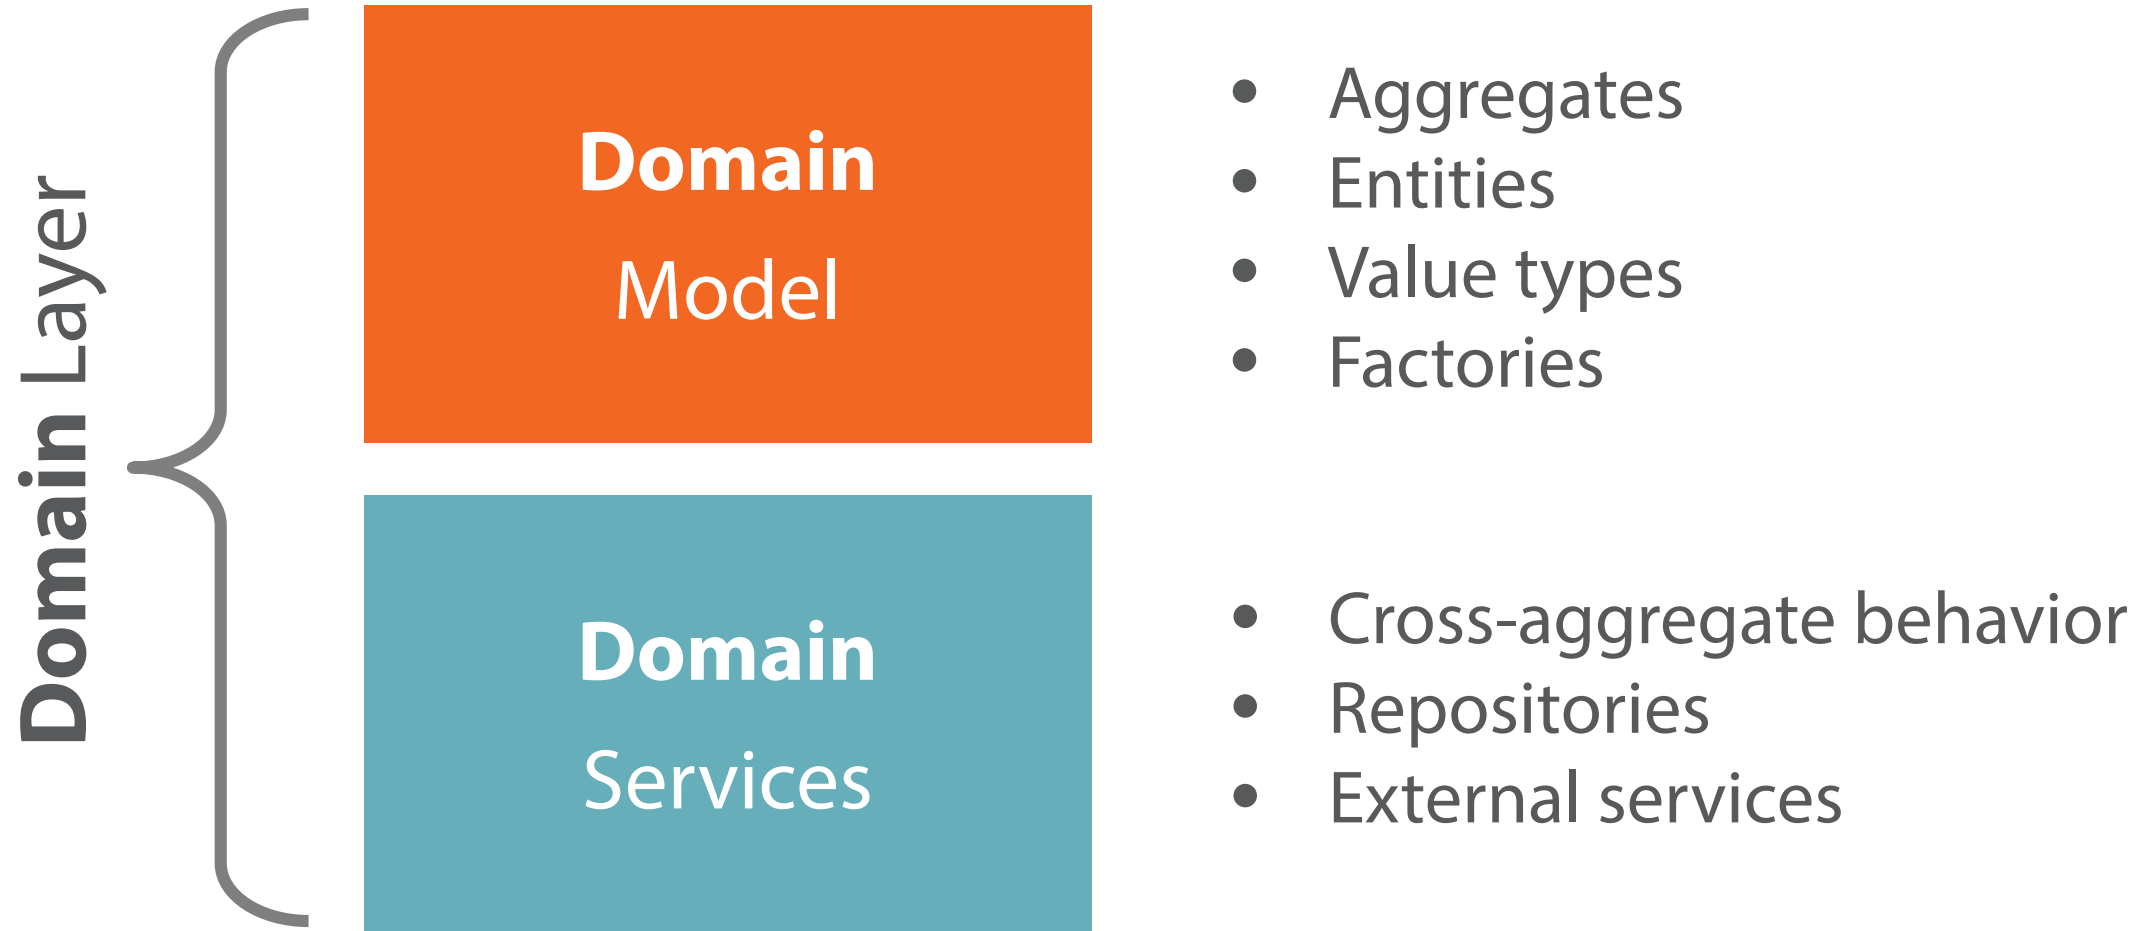 Domain Layer
Domain
Model
• Aggregates
• Entities
• Value types
• Factories
Domain
Services
• Cross-aggregate behavior
• Repositories
• External services